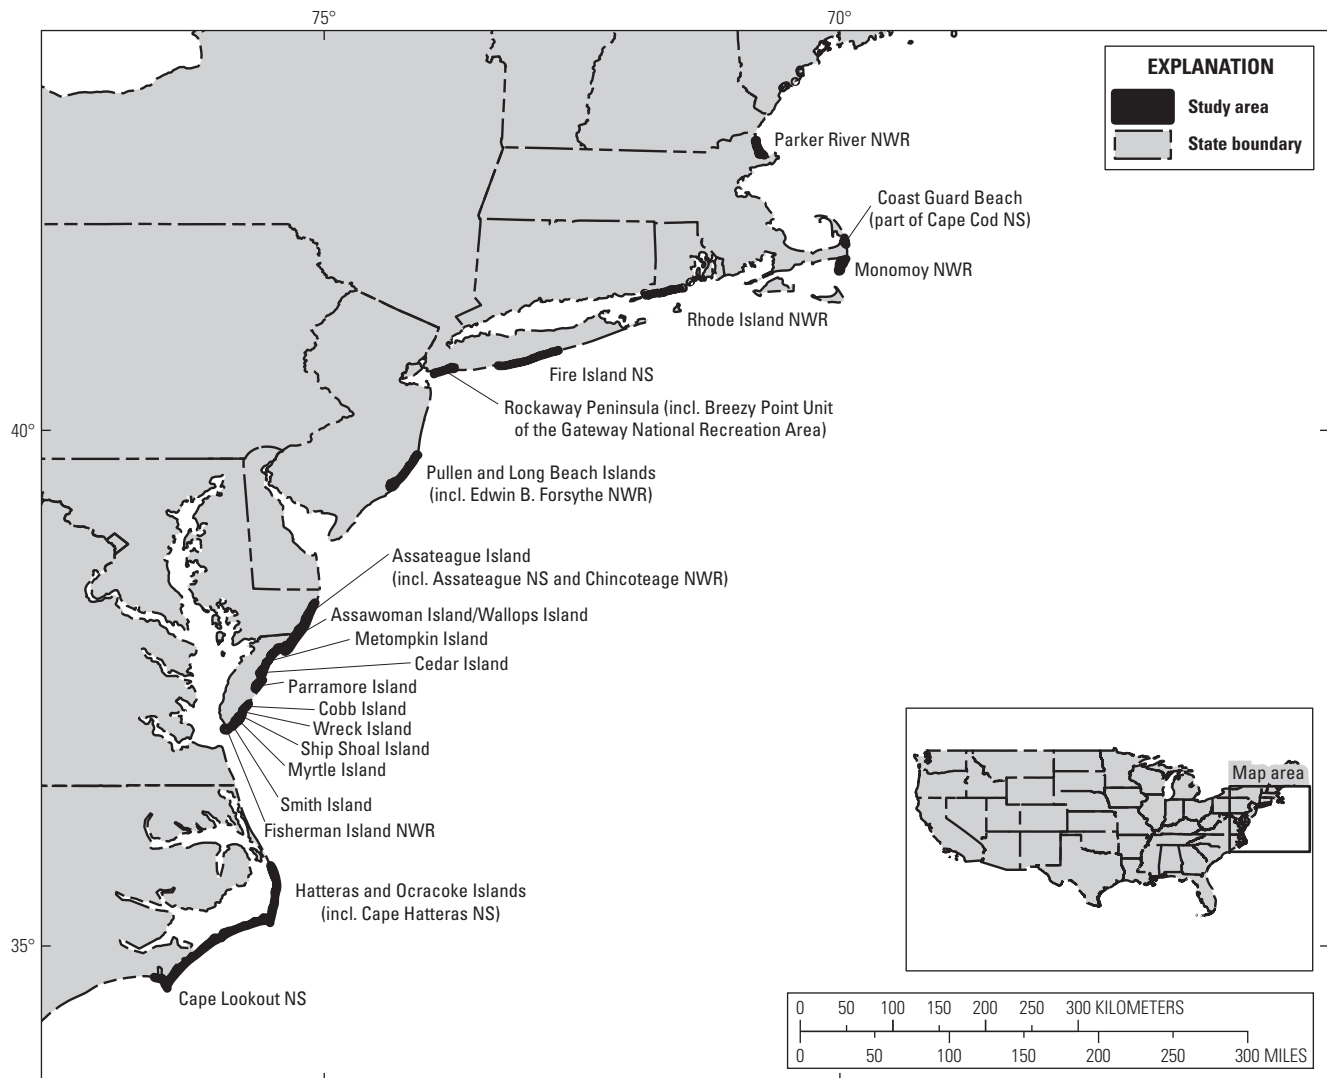 75°
70°
EXPLANATION
Study area
State boundary
Parker River NWR
Coast Guard Beach
(part of Cape Cod NS)
Monomoy NWR
Rhode Island NWR
Fire Island NS
Rockaway Peninsula (incl. Breezy Point Unit
of the Gateway National Recreation Area)
40°
Pullen and Long Beach Islands
(incl. Edwin B. Forsythe NWR)
Assateague Island
(incl. Assateague NS and Chincoteage NWR)
Assawoman Island/Wallops Island
Metompkin Island
Cedar Island
Parramore Island
Cobb Island
Wreck Island
Ship Shoal Island
Myrtle Island
Smith Island
Fisherman Island NWR
Map area
Hatteras and Ocracoke Islands
(incl. Cape Hatteras NS)
35°
Cape Lookout NS
0 50 100 150 200 250 300 KILOMETERS
0 50 100 150 200 250 300 MILES